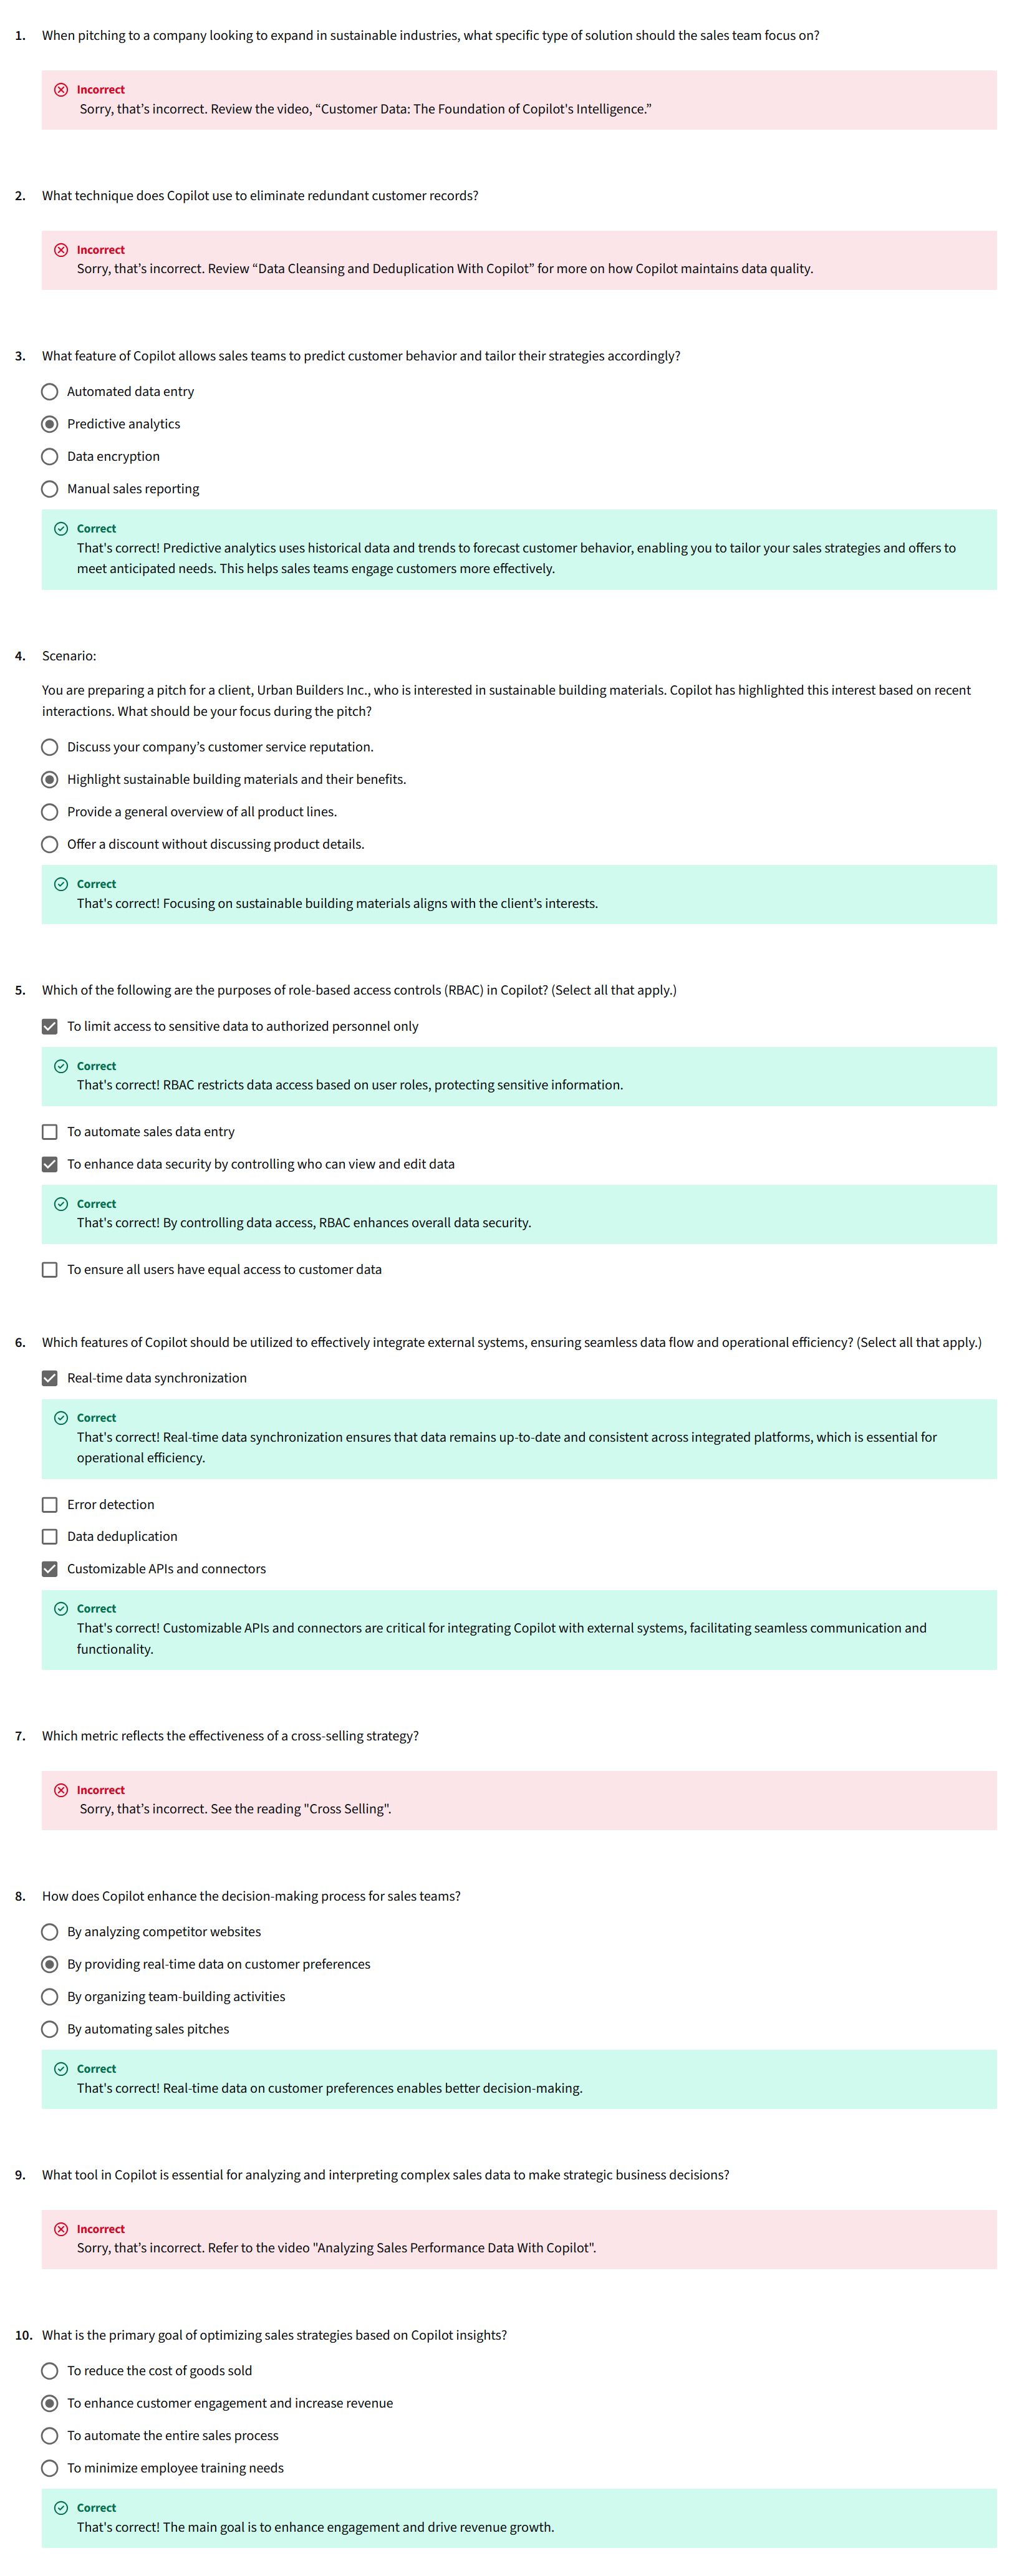 1. When pitching to a company looking to expand in sustainable industries, what specific type of solution should the sales team focus on?
Incorrect
Sorry, that’s incorrect. Review the video, “Customer Data: The Foundation of Copilot's Intelligence.”
2. What technique does Copilot use to eliminate redundant customer records?
Incorrect
Sorry, that’s incorrect. Review “Data Cleansing and Deduplication With Copilot” for more on how Copilot maintains data quality.
3. What feature of Copilot allows sales teams to predict customer behavior and tailor their strategies accordingly?
Automated data entry
Predictive analytics
Data encryption
Manual sales reporting
Correct
That's correct! Predictive analytics uses historical data and trends to forecast customer behavior, enabling you to tailor your sales strategies and offers to
meet anticipated needs. This helps sales teams engage customers more effectively.
4. Scenario:
You are preparing a pitch for a client, Urban Builders Inc., who is interested in sustainable building materials. Copilot has highlighted this interest based on recent
interactions. What should be your focus during the pitch?
Discuss your company’s customer service reputation.
Highlight sustainable building materials and their benefits.
Provide a general overview of all product lines.
Offer a discount without discussing product details.
Correct
That's correct! Focusing on sustainable building materials aligns with the client’s interests.
5. Which of the following are the purposes of role-based access controls (RBAC) in Copilot? (Select all that apply.)
To limit access to sensitive data to authorized personnel only
Correct
That's correct! RBAC restricts data access based on user roles, protecting sensitive information.
To automate sales data entry
To enhance data security by controlling who can view and edit data
Correct
That's correct! By controlling data access, RBAC enhances overall data security.
To ensure all users have equal access to customer data
6. Which features of Copilot should be utilized to effectively integrate external systems, ensuring seamless data flow and operational efficiency? (Select all that apply.)
Real-time data synchronization
Correct
That's correct! Real-time data synchronization ensures that data remains up-to-date and consistent across integrated platforms, which is essential for
operational efficiency.
Error detection
Data deduplication
Customizable APIs and connectors
Correct
That's correct! Customizable APIs and connectors are critical for integrating Copilot with external systems, facilitating seamless communication and
functionality.
7. Which metric reflects the effectiveness of a cross-selling strategy?
Incorrect
Sorry, that’s incorrect. See the reading "Cross Selling".
8. How does Copilot enhance the decision-making process for sales teams?
By analyzing competitor websites
By providing real-time data on customer preferences
By organizing team-building activities
By automating sales pitches
Correct
That's correct! Real-time data on customer preferences enables better decision-making.
9. What tool in Copilot is essential for analyzing and interpreting complex sales data to make strategic business decisions?
Incorrect
Sorry, that’s incorrect. Refer to the video "Analyzing Sales Performance Data With Copilot".
10. What is the primary goal of optimizing sales strategies based on Copilot insights?
To reduce the cost of goods sold
To enhance customer engagement and increase revenue
To automate the entire sales process
To minimize employee training needs
Correct
That's correct! The main goal is to enhance engagement and drive revenue growth.